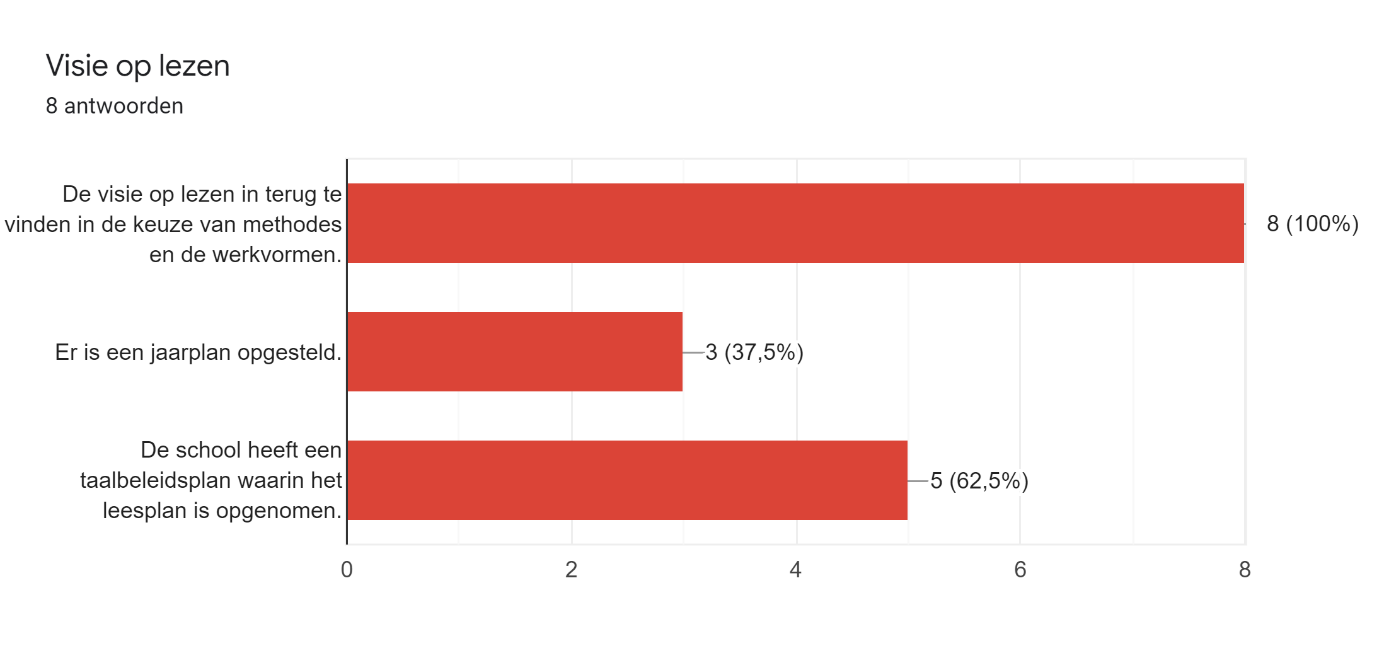 Visie op lezen
8 antwoorden
De visie op lezen in terug te
vinden in de keuze van methodes
en de werkvormen.
8 (100%)
Er is een jaarplan opgesteld.
3 (37,5%)
De school heeft een
taalbeleidsplan waarin het
leesplan is opgenomen.
5 (62,5%)
0 2 4 6 8